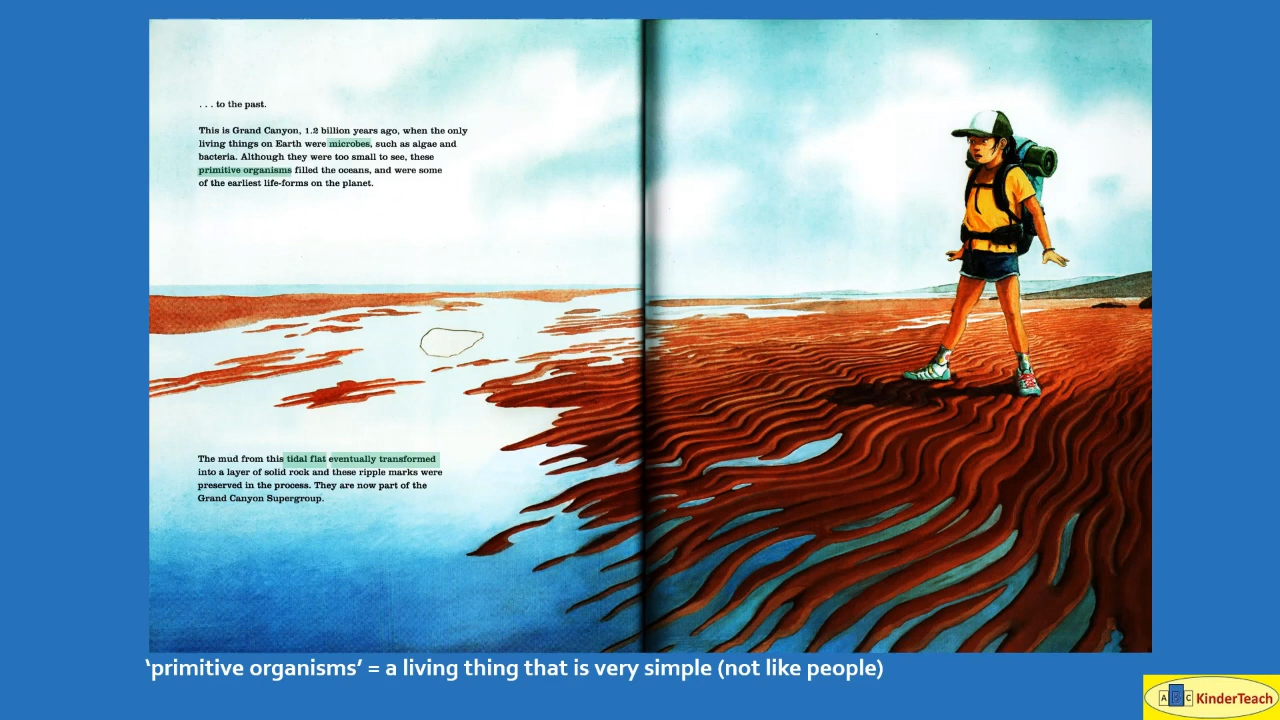 . . . to the past.
This is Grand Canyon, 1.2 billion years ago, when the only
living things on Earth were microbes, such as algae and
bacteria. Although they were too small to see, these
primitive organisms filled the oceans, and were some
of the earliest life-forms on the planet.
The mud from this tidal flat eventually transformed
into a layer of solid rock and these ripple marks were
preserved in the process. They are now part of the
Grand Canyon Supergroup.
‘primitive organisms’ = a living thing that is very simple (not like people)
A B C KinderTeach